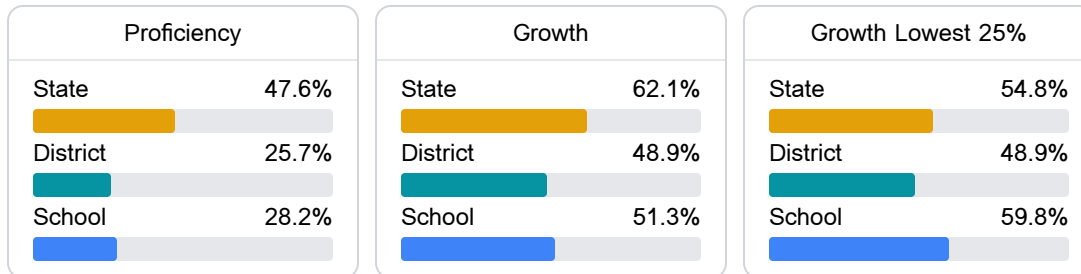 Proficiency
State 47.6%
District 25.7%
School 28.2%
Growth
State 62.1%
District 48.9%
School 51.3%
Growth Lowest 25%
State 54.8%
District 48.9%
School 59.8%